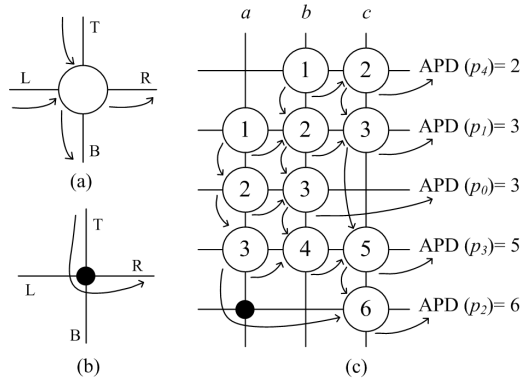 a b c
T
L R
B
(a)
T
L R
B
(b)
1 2 APD (p4)= 2
1 2 3 APD (p1)= 3
2 3 APD (p0)= 3
3 4 5 APD (p3)= 5
6 APD (p2)= 6
(c)